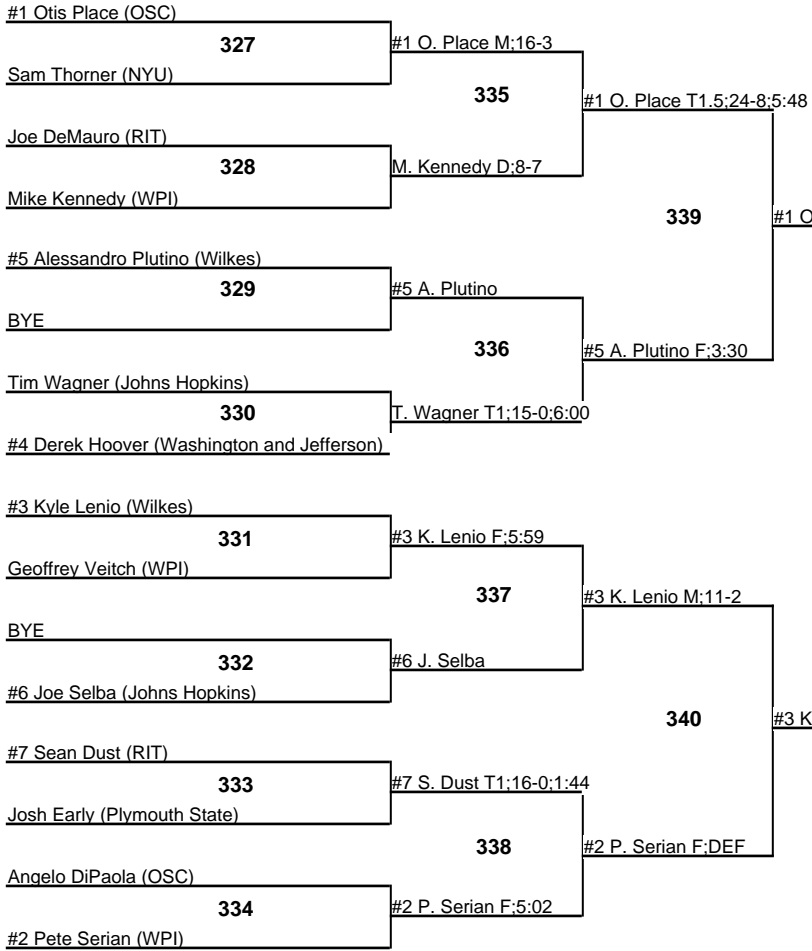 #1 Otis Place (OSC)
327
#1 O. Place M;16-3
Sam Thorner (NYU)
335
#1 O. Place T1.5;24-8;5:48
Joe DeMauro (RIT)
328
M. Kennedy D;8-7
Mike Kennedy (WPI)
339
#1 O
#5 Alessandro Plutino (Wilkes)
329
#5 A. Plutino
BYE
336
#5 A. Plutino F;3:30
Tim Wagner (Johns Hopkins)
330
T. Wagner T1;15-0;6:00
#4 Derek Hoover (Washington and Jefferson)
#3 Kyle Lenio (Wilkes)
331
#3 K. Lenio F;5:59
Geoffrey Veitch (WPI)
337
#3 K. Lenio M;11-2
BYE
332
#6 J. Selba
#6 Joe Selba (Johns Hopkins)
340
#3 K
#7 Sean Dust (RIT)
333
#7 S. Dust T1;16-0;1:44
Josh Early (Plymouth State)
338
#2 P. Serian F;DEF
Angelo DiPaola (OSC)
334
#2 P. Serian F;5:02
#2 Pete Serian (WPI)